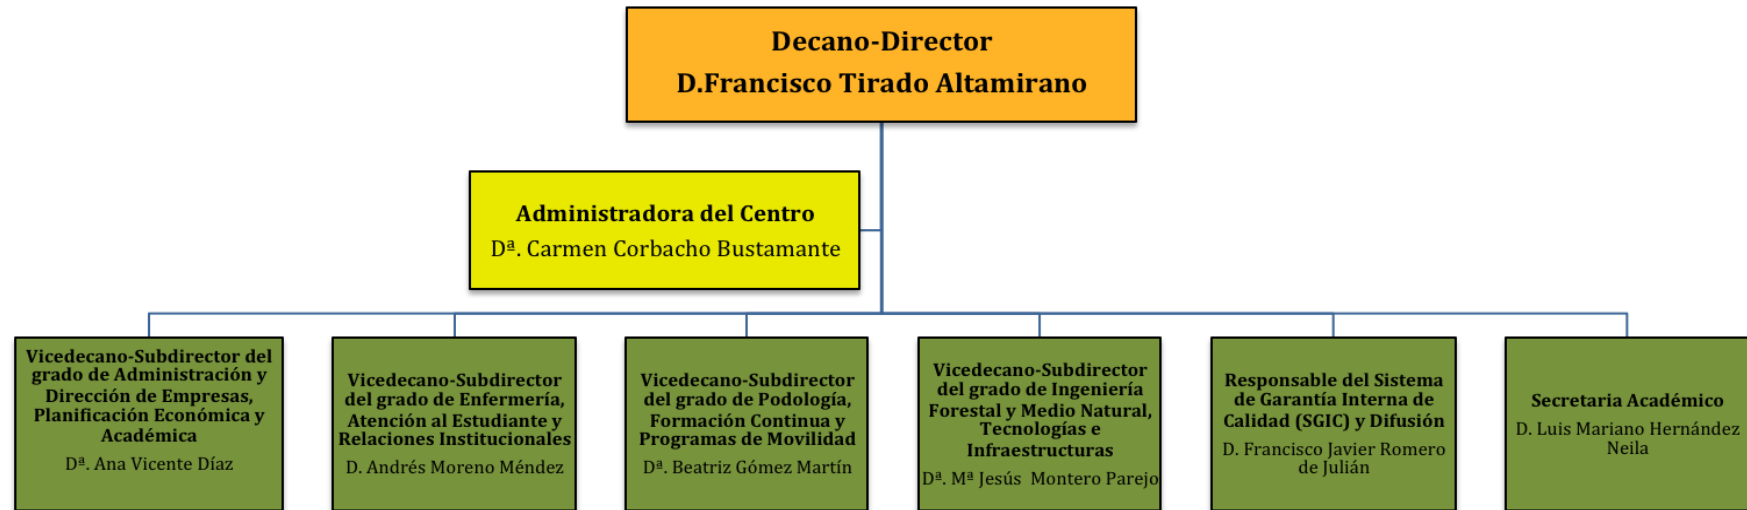 Decano-Director
D.Francisco Tirado Altamirano
Administradora del Centro
Dª. Carmen Corbacho Bustamante
Vicedecano-Subdirector del
grado de Administración y
Dirección de Empresas,
Planificación Económica y
Académica
Dª. Ana Vicente Díaz
Vicedecano-Subdirector
del grado de Enfermería,
Atención al Estudiante y
Relaciones Institucionales
D. Andrés Moreno Méndez
Vicedecano-Subdirector
del grado de Podología,
Formación Continua y
Programas de Movilidad
Dª. Beatriz Gómez Martín
Vicedecano-Subdirector
del grado de Ingeniería
Forestal y Medio Natural,
Tecnologías e
Infraestructuras
Dª. Mª Jesús  Montero Parejo
Responsable del Sistema
de Garantía Interna de
Calidad (SGIC) y Difusión
D. Francisco Javier Romero
de Julián
Secretaria Académico
D. Luis Mariano Hernández
Neila